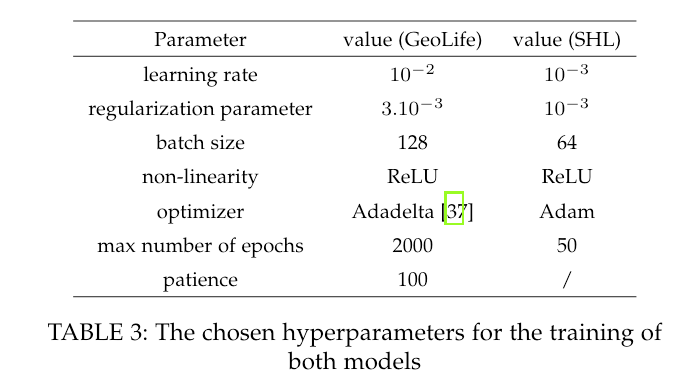 Parameter value (GeoLife) value (SHL)
learning rate 10⁻² 10⁻³
regularization parameter 3.10⁻³ 10⁻³
batch size 128 64
non-linearity ReLU ReLU
optimizer Adadelta [37] Adam
max number of epochs 2000 50
patience 100 /
TABLE 3: The chosen hyperparameters for the training of
both models